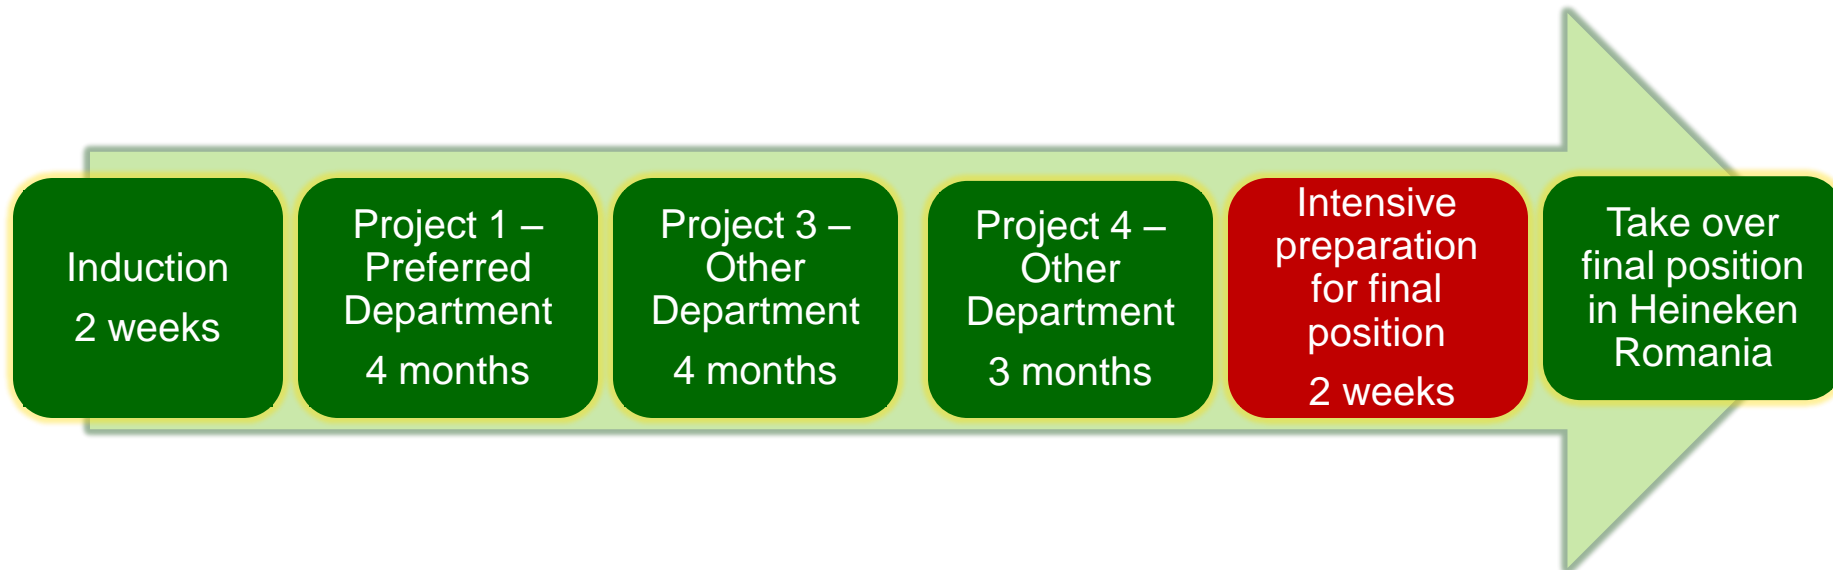 Induction
2 weeks
Project 1 –
Preferred
Department
4 months
Project 3 –
Other
Department
4 months
Project 4 –
Other
Department
3 months
Intensive
preparation
for final
position
2 weeks
Take over
final position
in Heineken
Romania